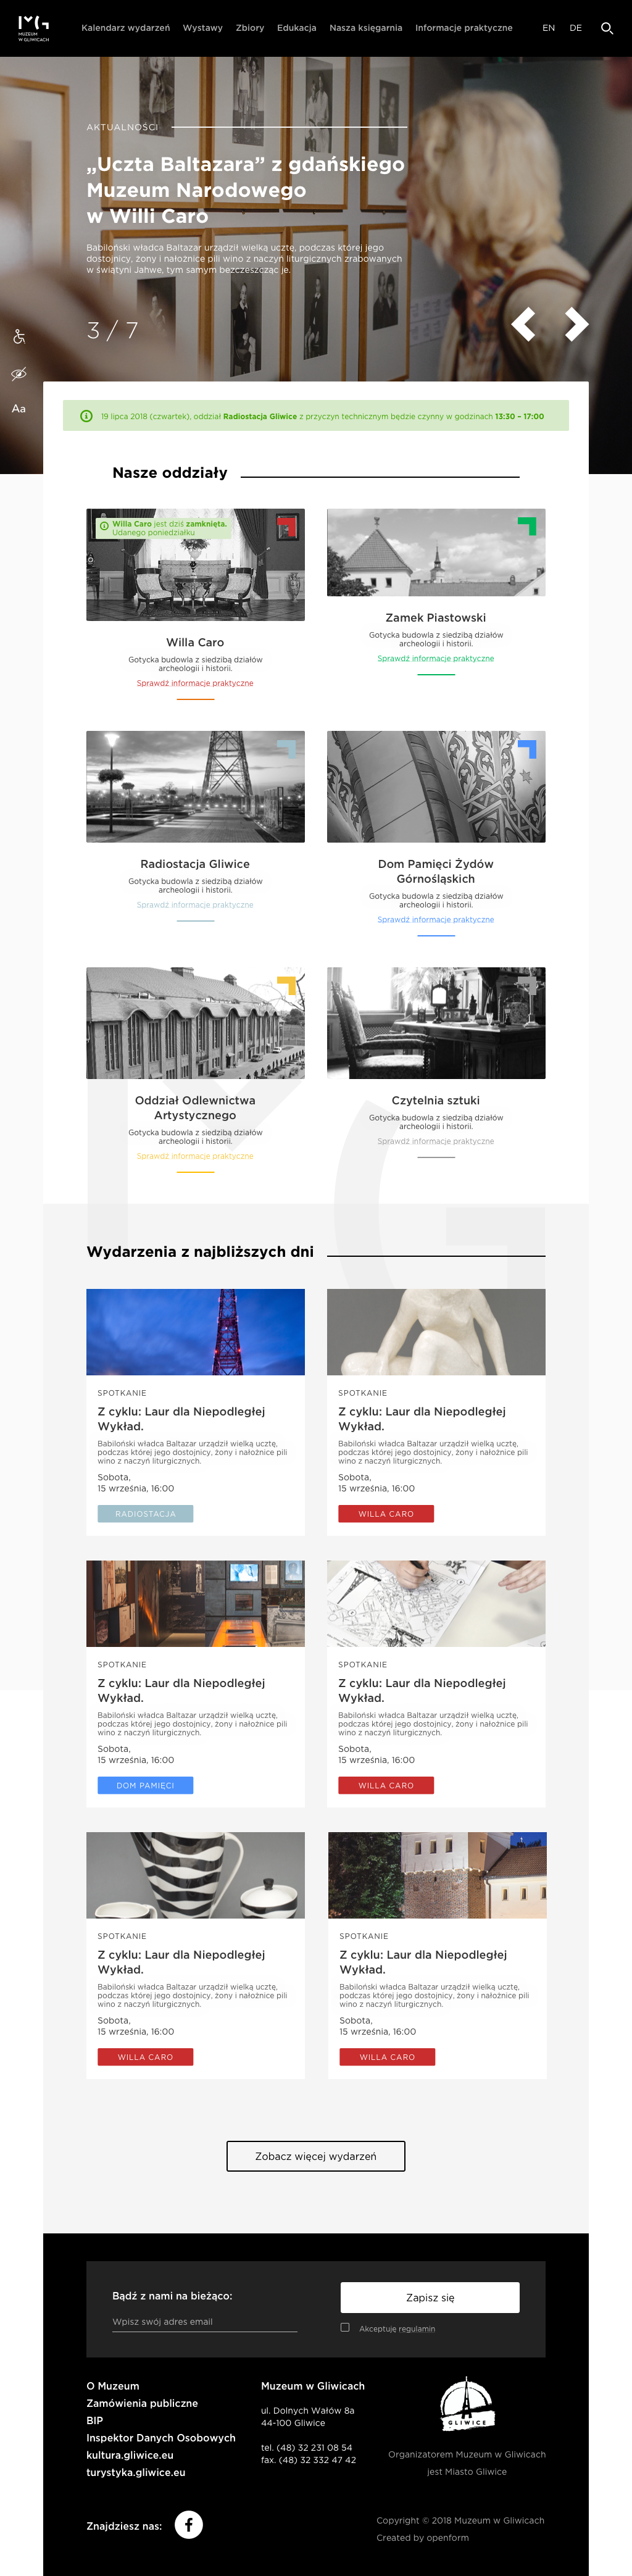 MUZEUM
W GLIWICACH
Kalendarz wydarzeń Wystawy Zbiory Edukacja Nasza księgarnia Informacje praktyczne EN DE
AKTUALNOŚCI
„Uczta Baltazara” z gdańskiego
Muzeum Narodowego
w Willi Caro
Babiloński władca Baltazar urządził wielką ucztę, podczas której jego
dostojnicy, żony i nałożnice pili wino z naczyń liturgicznych zrabowanych
w świątyni Jahwe, tym samym bezczeszcząc je.
3 / 7
Aa
19 lipca 2018 (czwartek), oddział Radiostacja Gliwice z przyczyn technicznym będzie czynny w godzinach 13:30 – 17:00
Nasze oddziały
Willa Caro jest dziś zamknięta.
Udanego poniedziałku
Willa Caro
Gotycka budowla z siedzibą działów
archeologii i historii.
Sprawdź informacje praktyczne
Zamek Piastowski
Gotycka budowla z siedzibą działów
archeologii i historii.
Sprawdź informacje praktyczne
Radiostacja Gliwice
Gotycka budowla z siedzibą działów
archeologii i historii.
Sprawdź informacje praktyczne
Dom Pamięci Żydów
Górnośląskich
Gotycka budowla z siedzibą działów
archeologii i historii.
Sprawdź informacje praktyczne
Oddział Odlewnictwa
Artystycznego
Gotycka budowla z siedzibą działów
archeologii i historii.
Sprawdź informacje praktyczne
Czytelnia sztuki
Gotycka budowla z siedzibą działów
archeologii i historii.
Sprawdź informacje praktyczne
Wydarzenia z najbliższych dni
SPOTKANIE
Z cyklu: Laur dla Niepodległej
Wykład.
Babiloński władca Baltazar urządził wielką ucztę,
podczas której jego dostojnicy, żony i nałożnice pili
wino z naczyń liturgicznych.
Sobota,
15 września, 16:00
RADIOSTACJA
SPOTKANIE
Z cyklu: Laur dla Niepodległej
Wykład.
Babiloński władca Baltazar urządził wielką ucztę,
podczas której jego dostojnicy, żony i nałożnice pili
wino z naczyń liturgicznych.
Sobota,
15 września, 16:00
WILLA CARO
SPOTKANIE
Z cyklu: Laur dla Niepodległej
Wykład.
Babiloński władca Baltazar urządził wielką ucztę,
podczas której jego dostojnicy, żony i nałożnice pili
wino z naczyń liturgicznych.
Sobota,
15 września, 16:00
DOM PAMIĘCI
SPOTKANIE
Z cyklu: Laur dla Niepodległej
Wykład.
Babiloński władca Baltazar urządził wielką ucztę,
podczas której jego dostojnicy, żony i nałożnice pili
wino z naczyń liturgicznych.
Sobota,
15 września, 16:00
WILLA CARO
SPOTKANIE
Z cyklu: Laur dla Niepodległej
Wykład.
Babiloński władca Baltazar urządził wielką ucztę,
podczas której jego dostojnicy, żony i nałożnice pili
wino z naczyń liturgicznych.
Sobota,
15 września, 16:00
WILLA CARO
SPOTKANIE
Z cyklu: Laur dla Niepodległej
Wykład.
Babiloński władca Baltazar urządził wielką ucztę,
podczas której jego dostojnicy, żony i nałożnice pili
wino z naczyń liturgicznych.
Sobota,
15 września, 16:00
WILLA CARO
Zobacz więcej wydarzeń
Bądź z nami na bieżąco:
Wpisz swój adres email
Zapisz się
Akceptuję regulamin
O Muzeum
Zamówienia publiczne
BIP
Inspektor Danych Osobowych
kultura.gliwice.eu
turystyka.gliwice.eu
Muzeum w Gliwicach
ul. Dolnych Wałów 8a
44-100 Gliwice
tel. (48) 32 231 08 54
fax. (48) 32 332 47 42
GLIWICE
Organizatorem Muzeum w Gliwicach
jest Miasto Gliwice
Znajdziesz nas:
Copyright © 2018 Muzeum w Gliwicach
Created by openform